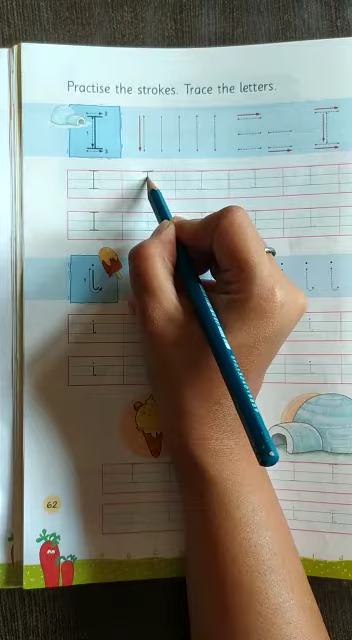 Practise the strokes. Trace the letters.
I I
I I
I
i i i i
i i
i i
62